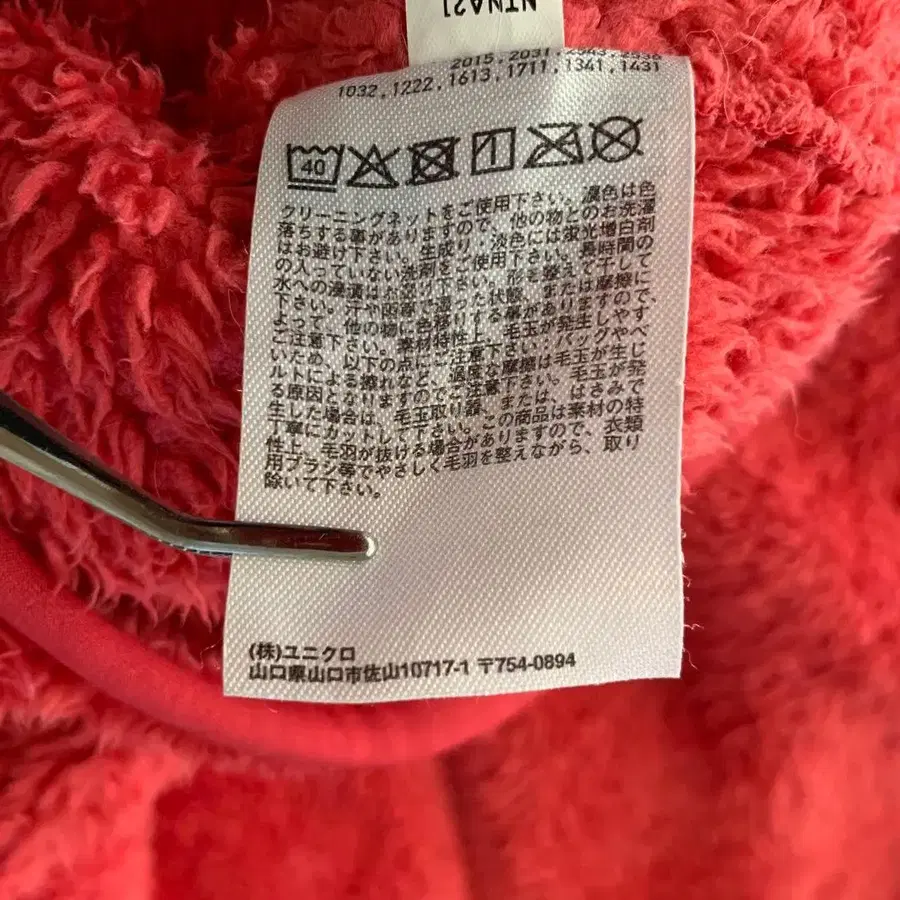 2015,2031,
1032,1222,1613,1711,1341,1431
40
クリーニングネットをご使用下さい。濃色は色
落ちする事がありますので、他の物とのお洗濯
はお避け下さい。生成り・淡色には蛍光増白剤
の入っていない洗剤をご使用下さい。長時間の
水への浸漬はお避け下さい。形を整えて干して
下さい。汗や雨等で湿った状態、または摩擦に
よって、他の物に色移りする事がありますので、
ご注意下さい。素材特性上、毛玉が発生しやす
いため、以下の点にご注意下さい：バッグやベ
ルトによる擦れなど、過度な摩擦は毛玉が生じ
る原因となりますのでご注意下さい。毛玉が発
生した場合は、毛玉取り器、または、はさみで
丁寧にカットして下さい。この商品は素材の特
性上、毛羽が抜ける場合がありますので、衣類
用ブラシ等でやさしく毛羽を整えながら、取り
除いて下さい。
(株)ユニクロ
山口県山口市佐山10717-1 〒754-0894